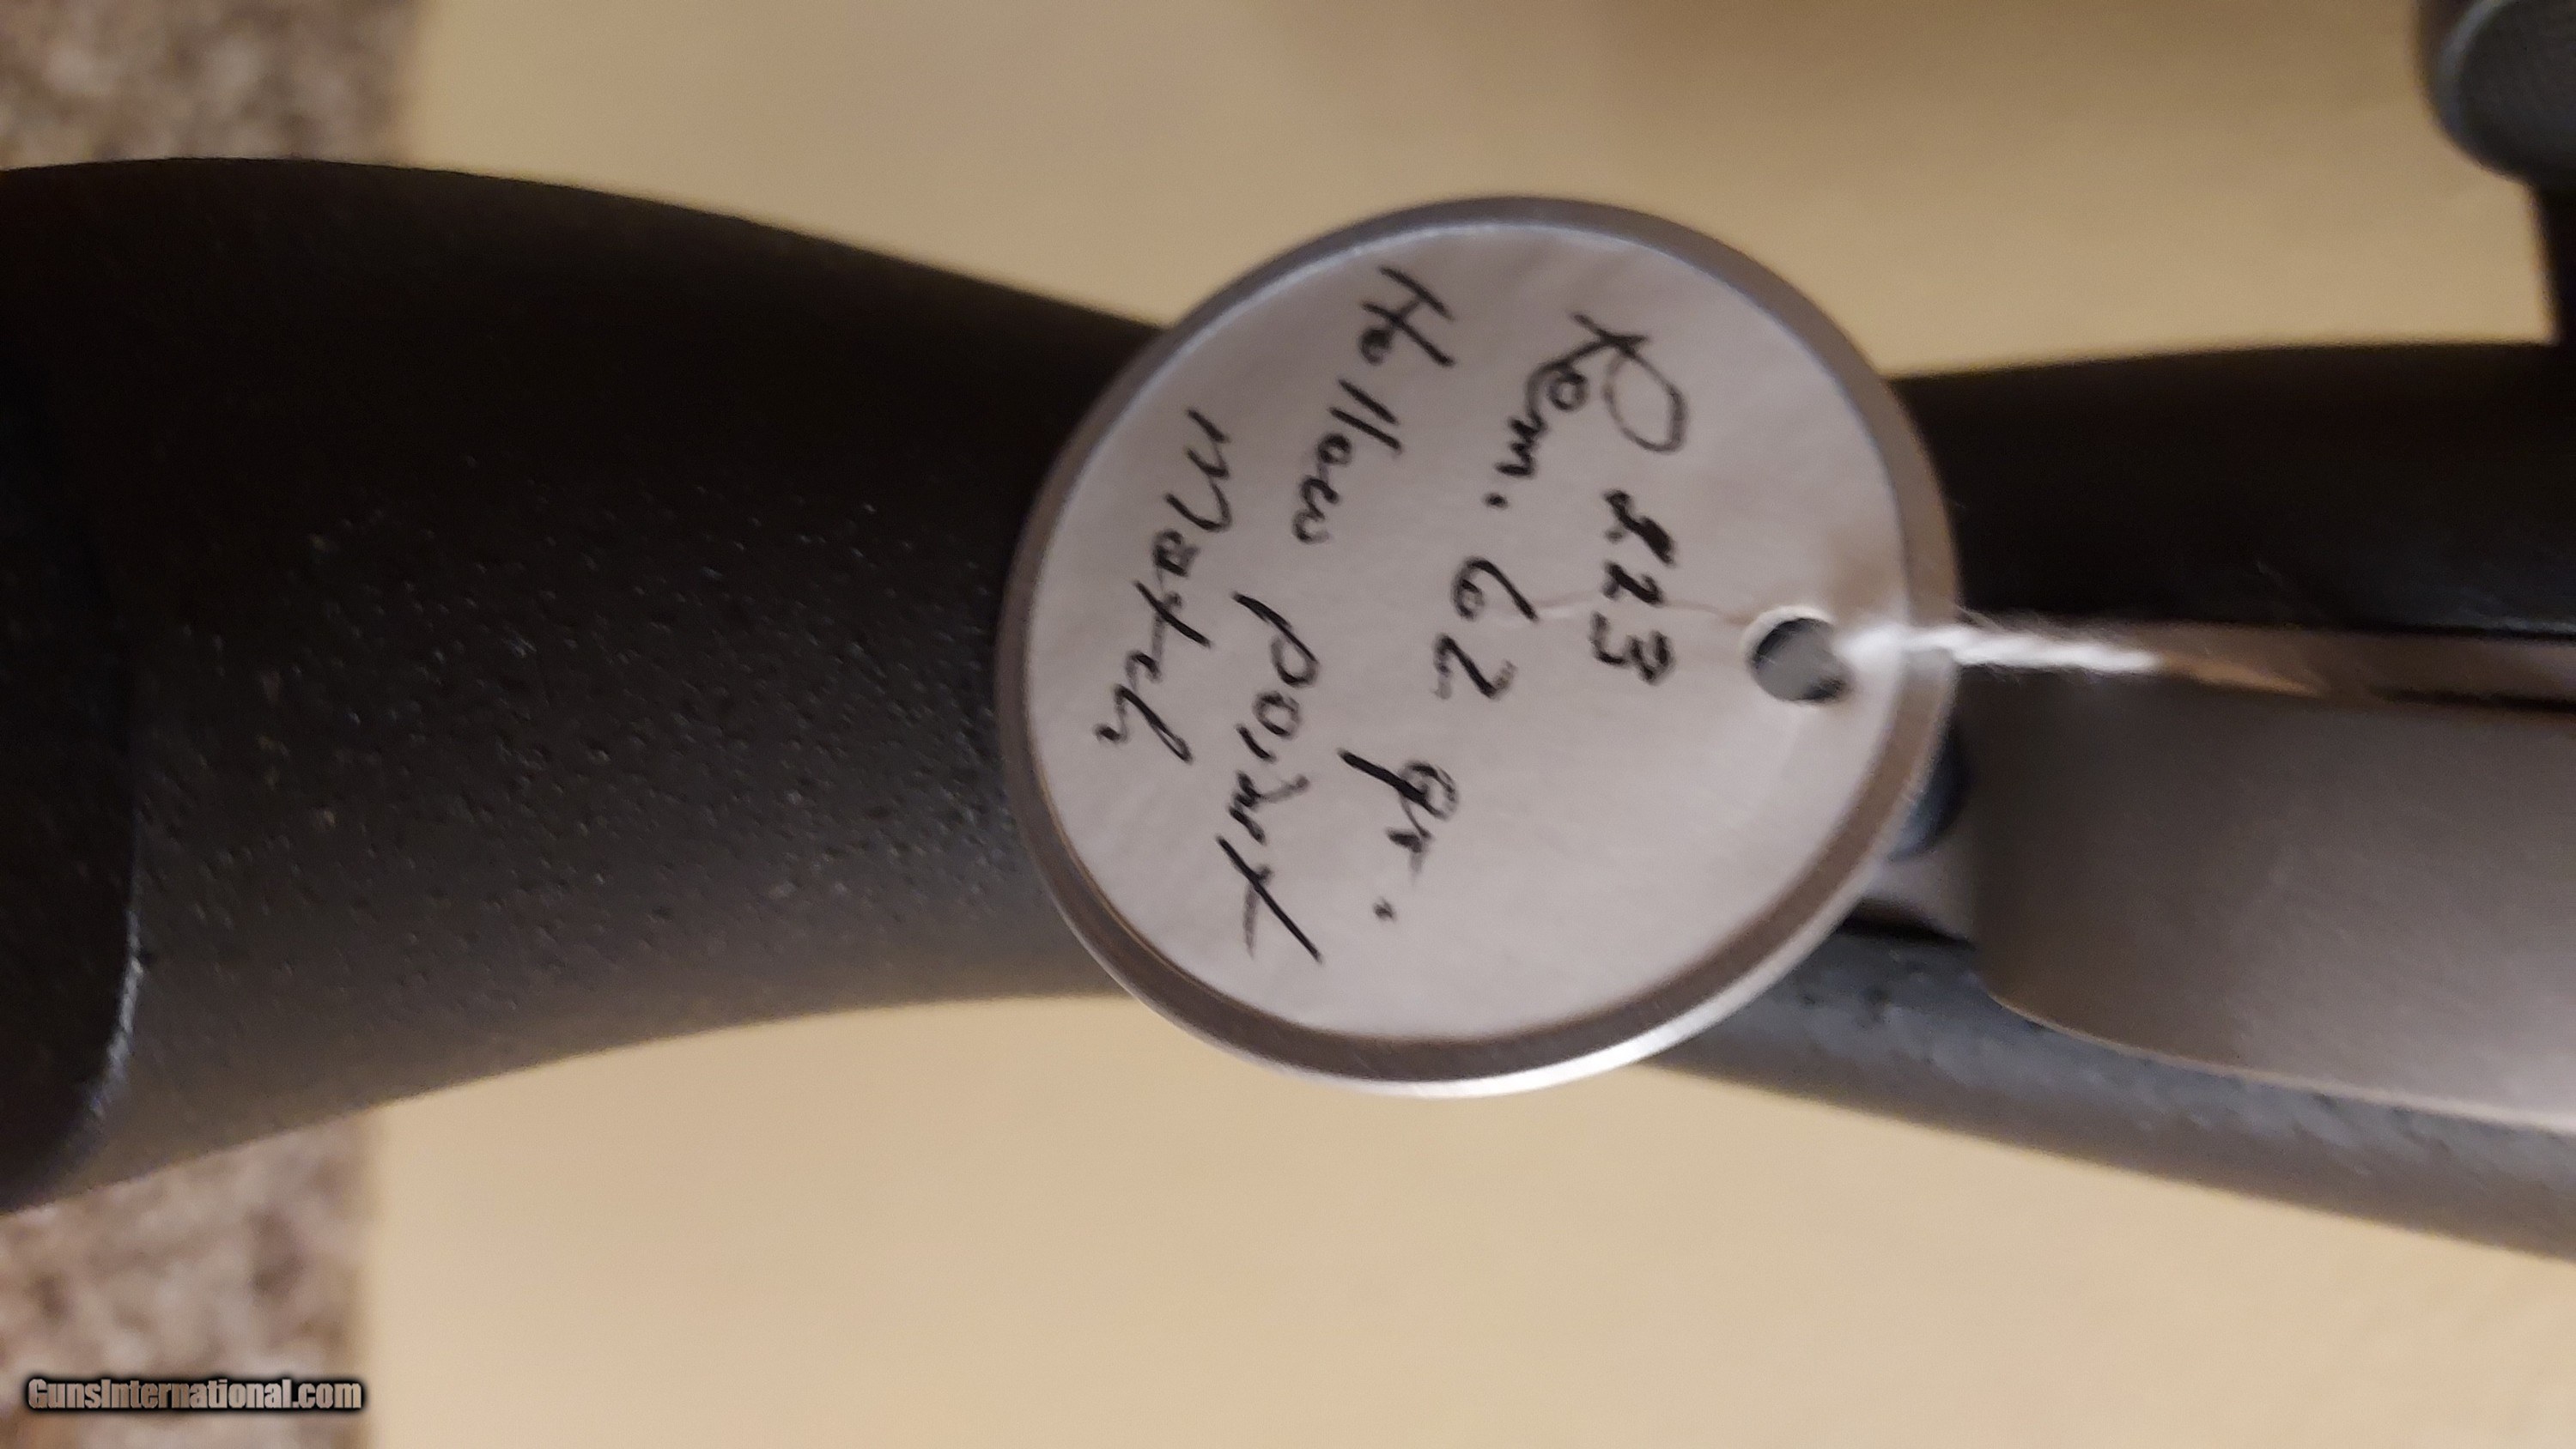 .223
Rem. 62 gr.
Hollow point
Match
GunsInternational.com